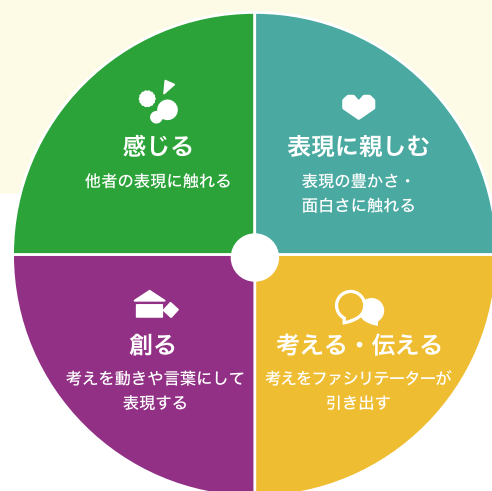 感じる
他者の表現に触れる
表現に親しむ
表現の豊かさ・
面白さに触れる
創る
考えを動きや言葉にして
表現する
考える・伝える
考えをファシリテーターが
引き出す